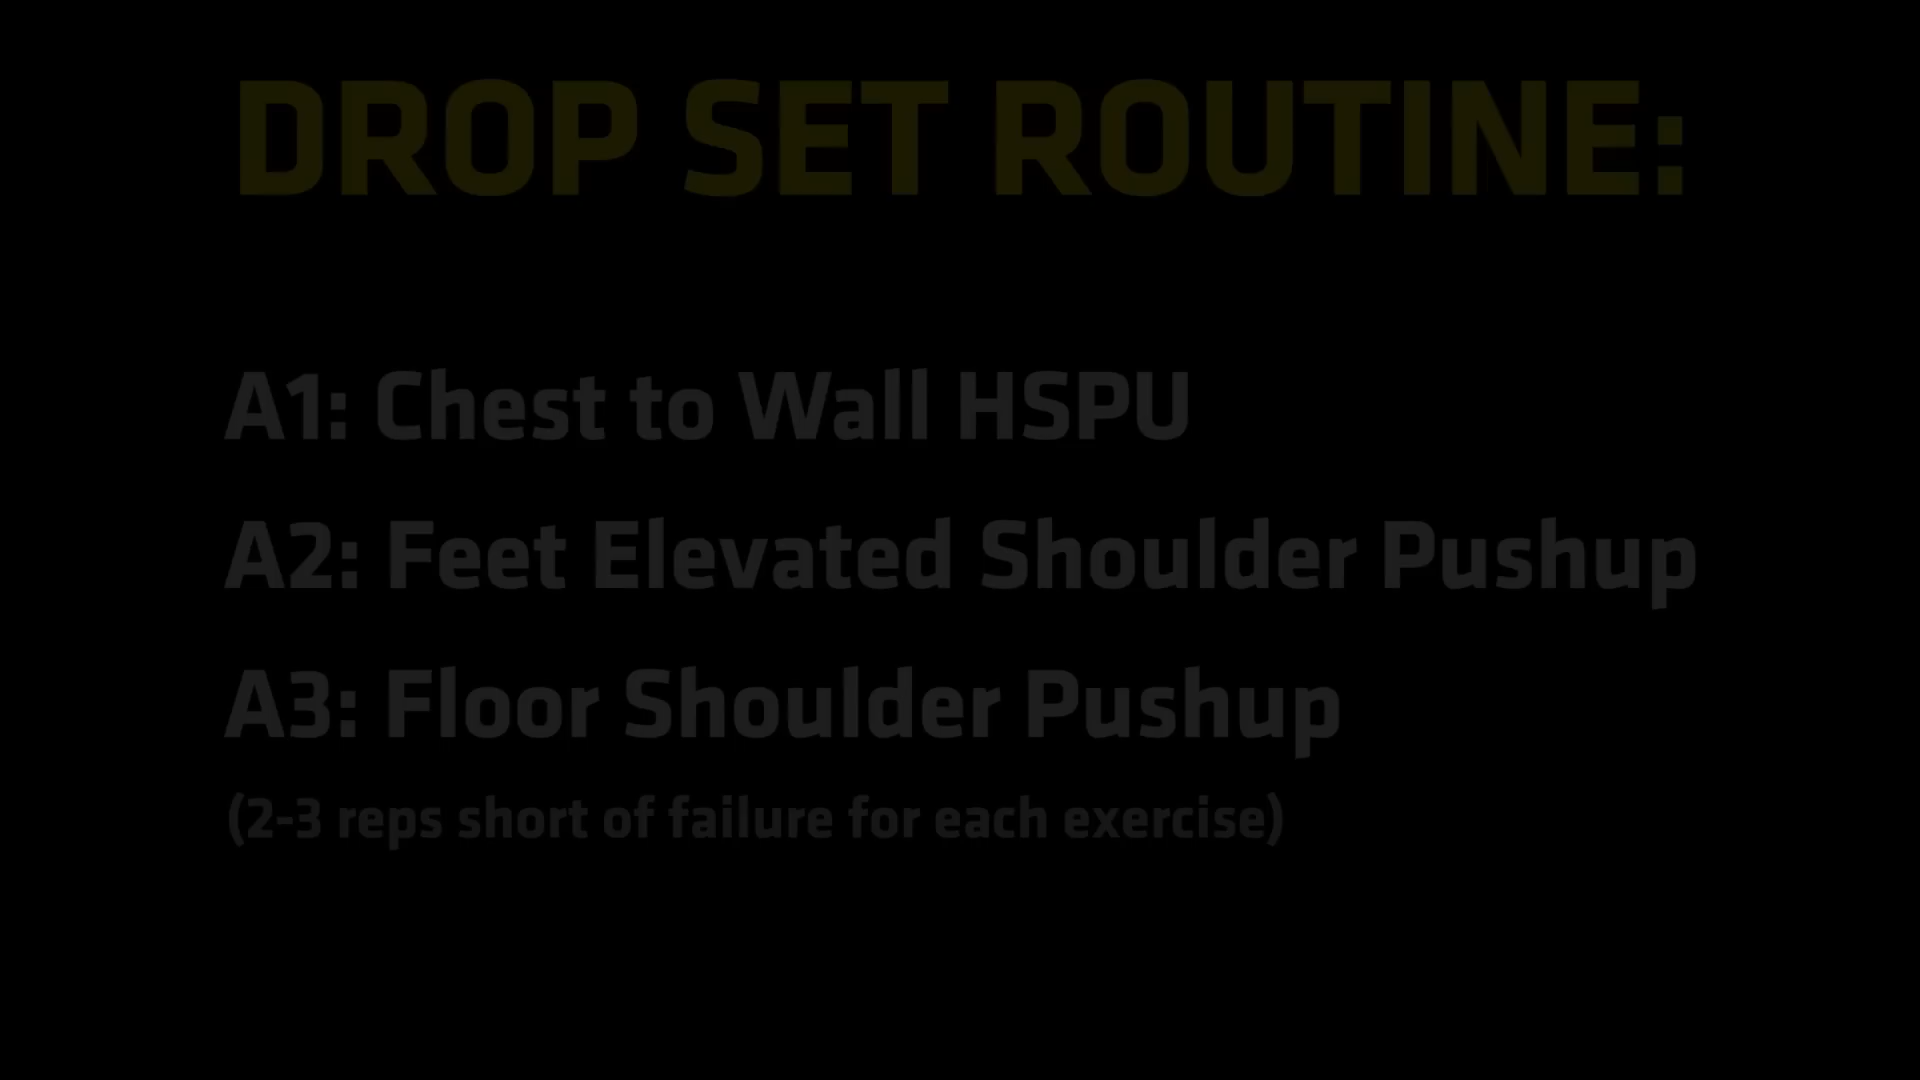 DROP SET ROUTINE:
A1: Chest to Wall HSPU
A2: Feet Elevated Shoulder Pushup
A3: Floor Shoulder Pushup
(2-3 reps short of failure for each exercise)